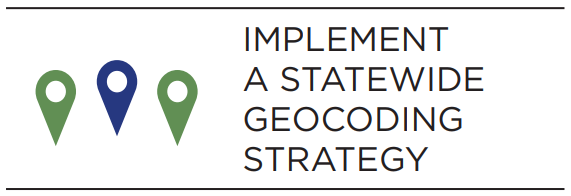 IMPLEMENT
A STATEWIDE
GEOCODING
STRATEGY